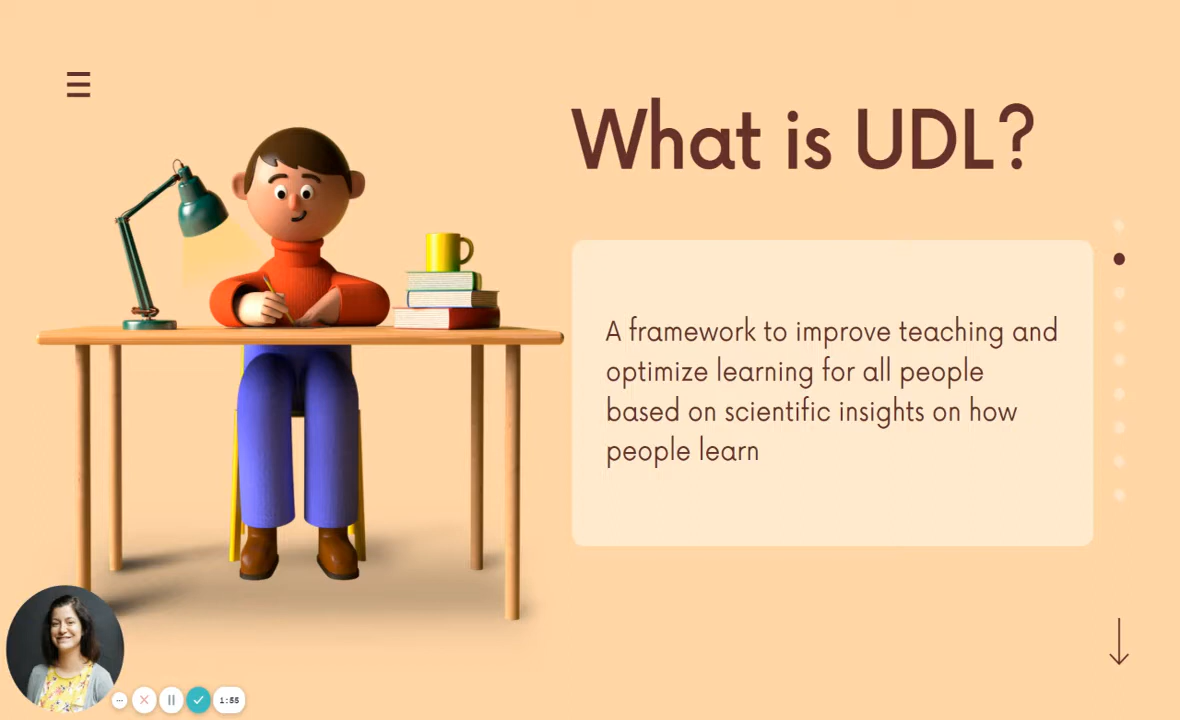 What is UDL?
A framework to improve teaching and
optimize learning for all people
based on scientific insights on how
people learn
1:55